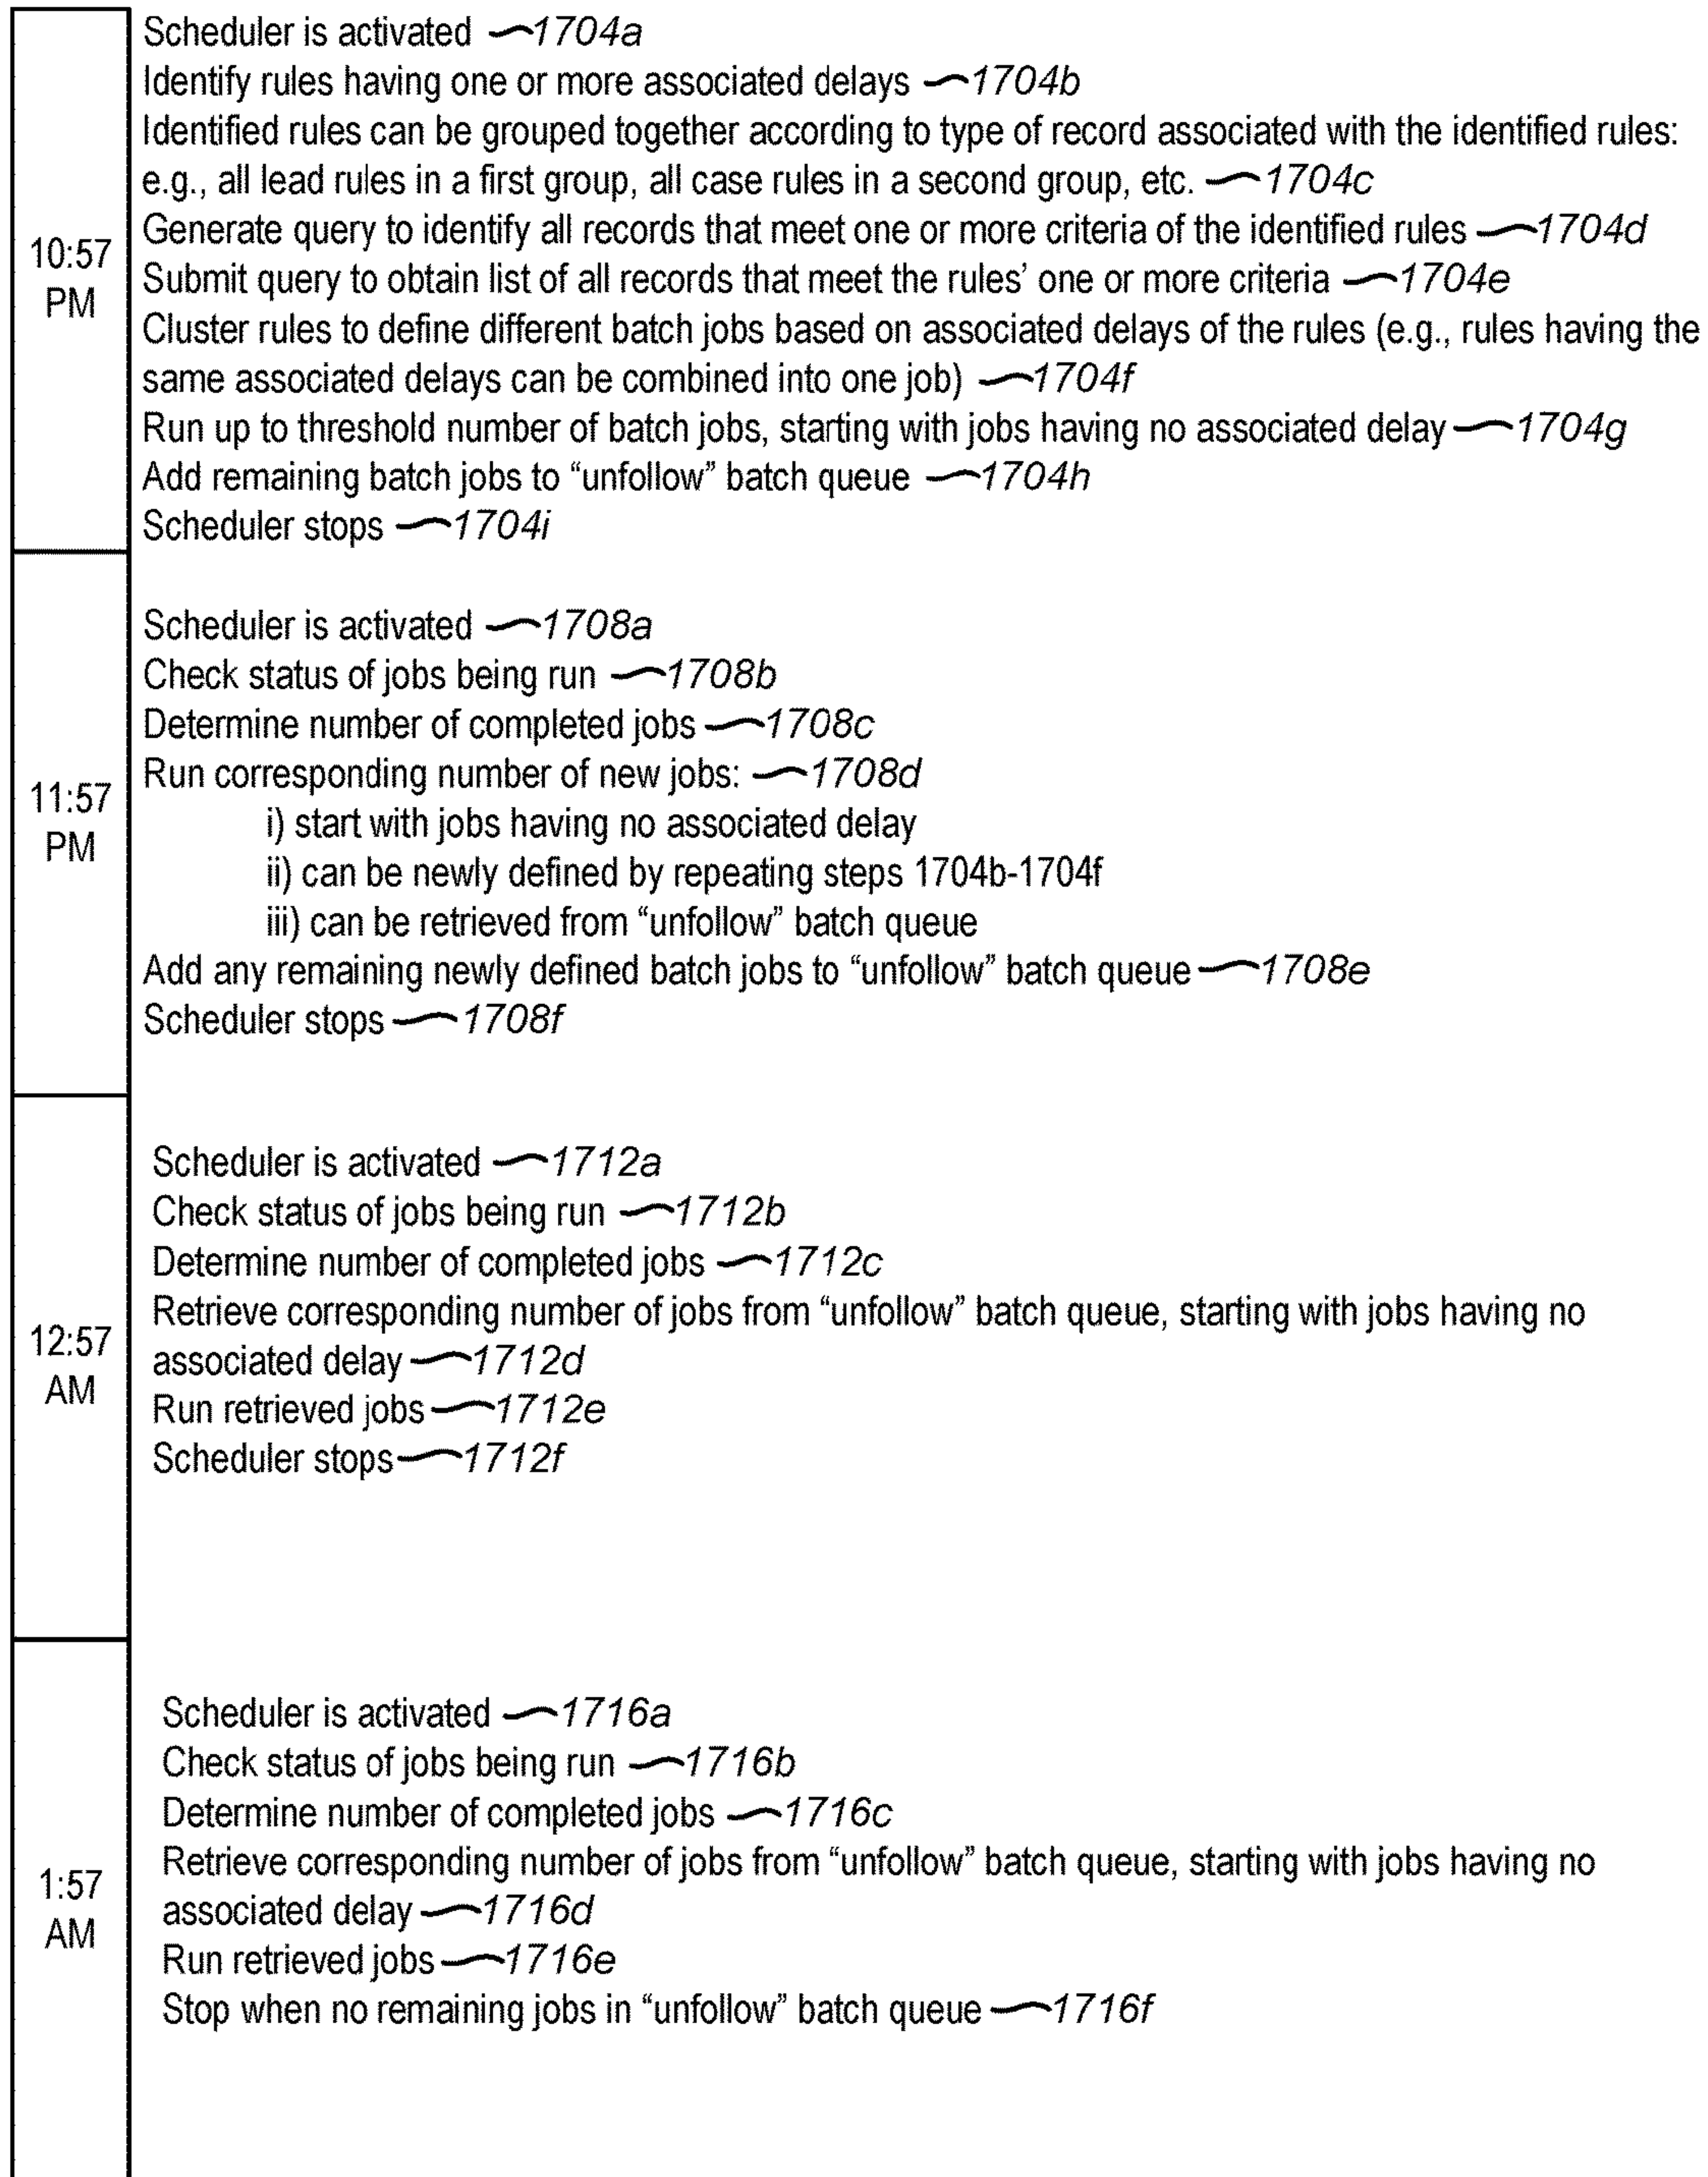 10:57
PM
Scheduler is activated 1704a
Identify rules having one or more associated delays 1704b
Identified rules can be grouped together according to type of record associated with the identified rules:
e.g., all lead rules in a first group, all case rules in a second group, etc. 1704c
Generate query to identify all records that meet one or more criteria of the identified rules 1704d
Submit query to obtain list of all records that meet the rules’ one or more criteria 1704e
Cluster rules to define different batch jobs based on associated delays of the rules (e.g., rules having the
same associated delays can be combined into one job) 1704f
Run up to threshold number of batch jobs, starting with jobs having no associated delay 1704g
Add remaining batch jobs to “unfollow” batch queue 1704h
Scheduler stops 1704i
11:57
PM
Scheduler is activated 1708a
Check status of jobs being run 1708b
Determine number of completed jobs 1708c
Run corresponding number of new jobs: 1708d
i) start with jobs having no associated delay
ii) can be newly defined by repeating steps 1704b-1704f
iii) can be retrieved from “unfollow” batch queue
Add any remaining newly defined batch jobs to “unfollow” batch queue 1708e
Scheduler stops 1708f
12:57
AM
Scheduler is activated 1712a
Check status of jobs being run 1712b
Determine number of completed jobs 1712c
Retrieve corresponding number of jobs from “unfollow” batch queue, starting with jobs having no
associated delay 1712d
Run retrieved jobs 1712e
Scheduler stops 1712f
1:57
AM
Scheduler is activated 1716a
Check status of jobs being run 1716b
Determine number of completed jobs 1716c
Retrieve corresponding number of jobs from “unfollow” batch queue, starting with jobs having no
associated delay 1716d
Run retrieved jobs 1716e
Stop when no remaining jobs in “unfollow” batch queue 1716f